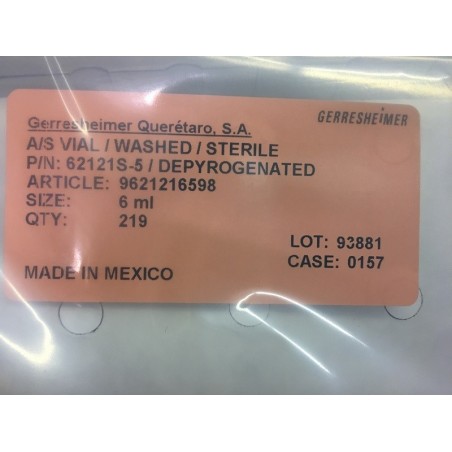 Gerresheimer Querétaro, S.A.
GERRESHEIMER
A/S VIAL / WASHED / STERILE
P/N: 62121S-5 / DEPYROGENATED
ARTICLE: 9621216598
SIZE: 6 ml
QTY: 219
LOT: 93881
CASE: 0157
MADE IN MEXICO